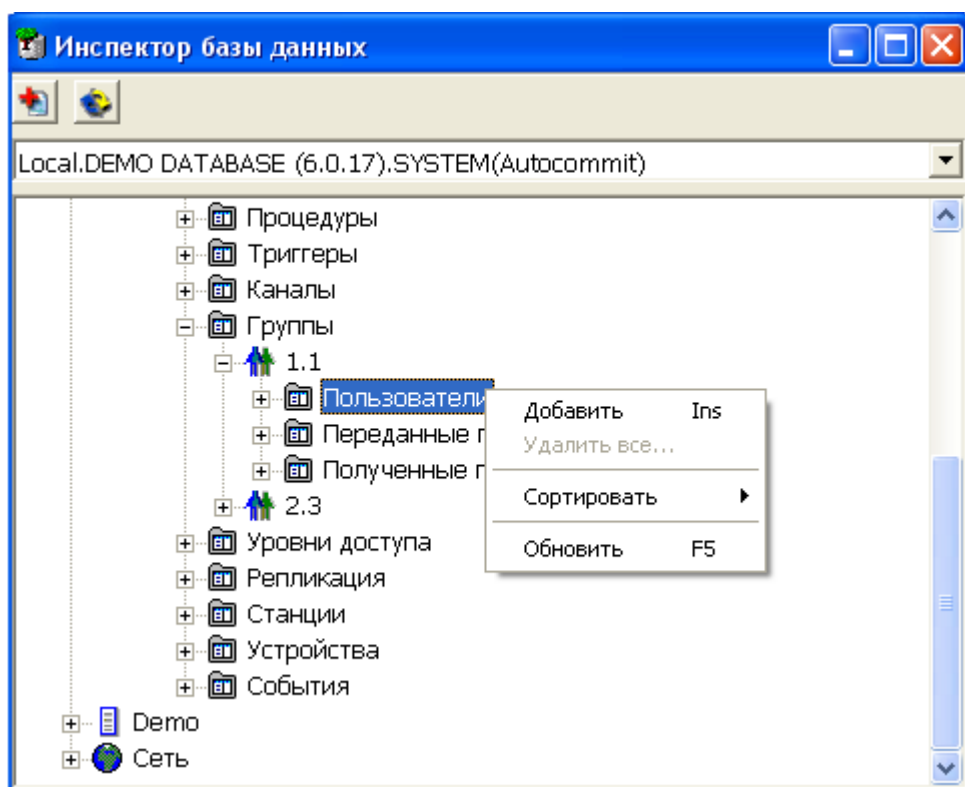 Инспектор базы данных
Local.DEMO DATABASE (6.0.17).SYSTEM(Autocommit)
Процедуры
Триггеры
Каналы
Группы
1.1
Пользователи
Переданные
Полученные
2.3
Уровни доступа
Репликация
Станции
Устройства
События
Demo
Сеть
Добавить Ins
Удалить все...
Сортировать
Обновить F5